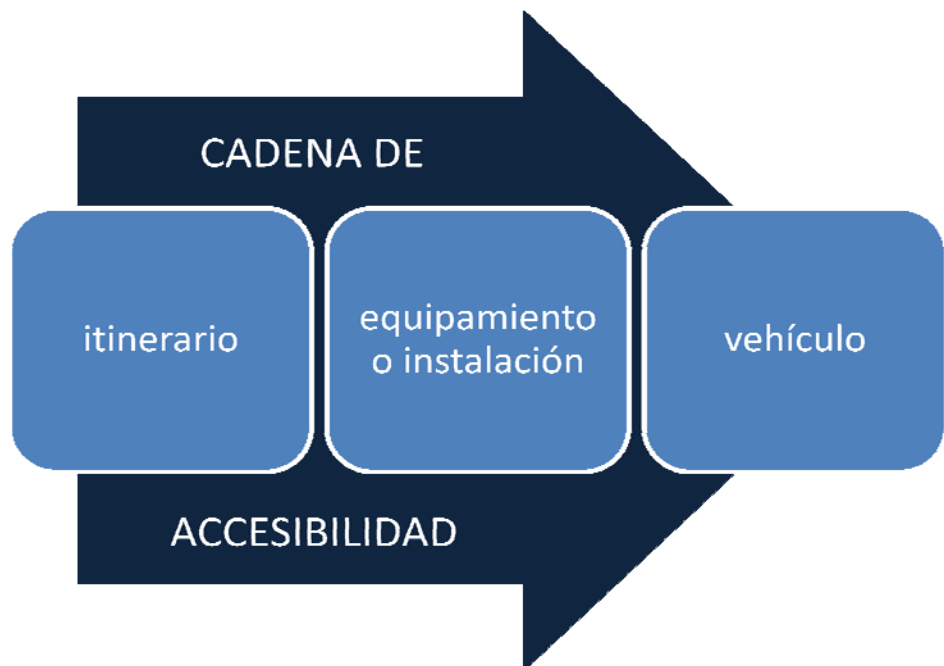 CADENA DE
itinerario
equipamiento
o instalación
vehículo
ACCESIBILIDAD